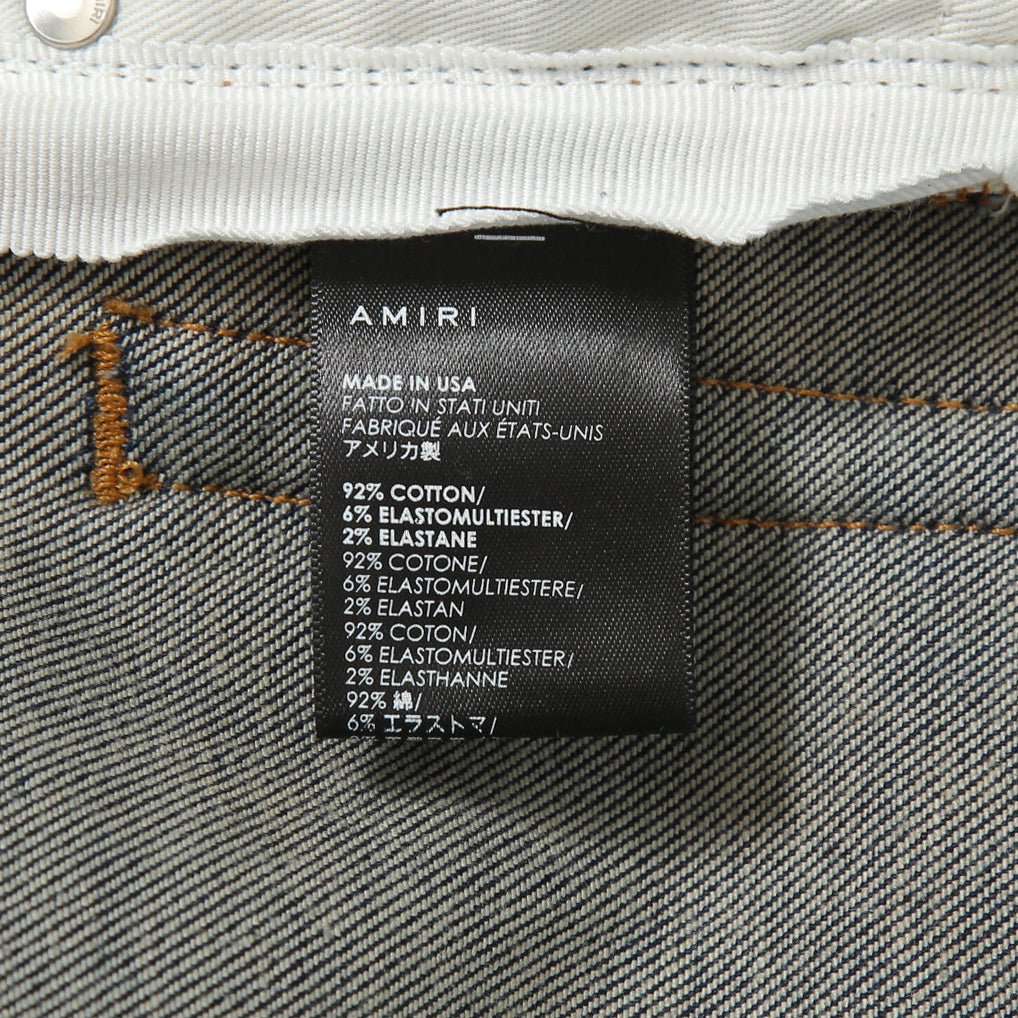 AMIRI
AMIRI
MADE IN USA
FATTO IN STATI UNITI
FABRIQUÉ AUX ÉTATS-UNIS
アメリカ製
92% COTTON/
6% ELASTOMULTIESTER/
2% ELASTANE
92% COTONE/
6% ELASTOMULTIESTERE/
2% ELASTAN
92% COTON/
6% ELASTOMULTIESTER/
2% ELASTHANNE
92% 綿/
6% エラストマ/